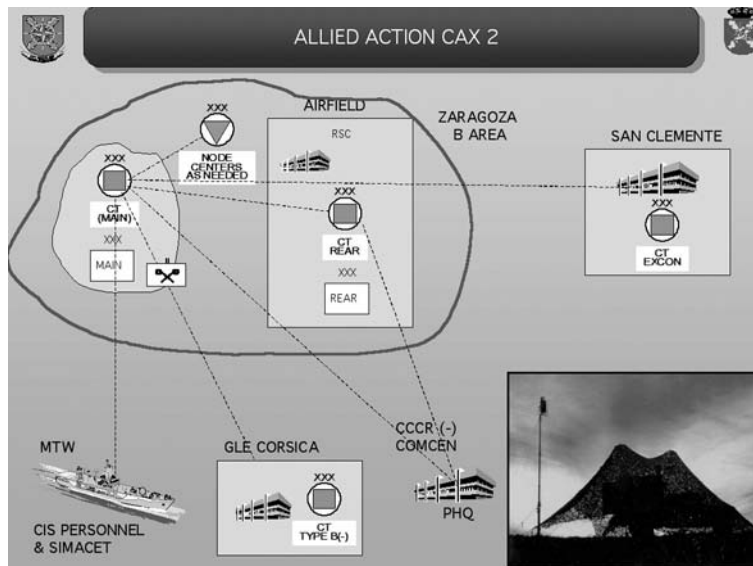 ALLIED ACTION CAX 2
XXX
AIRFIELD
ZARAGOZA
B AREA
RSC
SAN CLEMENTE
NODE
CENTERS
AS NEEDED
XXX
CT
(MAIN)
XXX
MAIN
II
XXX
CT
REAR
XXX
REAR
XXX
CT
EXCON
MTW
CIS PERSONNEL
& SIMACET
GLE CORSICA
XXX
CT
TYPE B(-)
CCCR (-)
COMCEN
PHQ